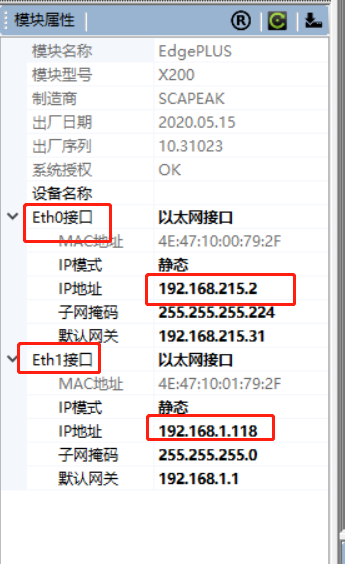 模块属性
模块名称 EdgePLUS
模块型号 X200
制造商 SCAPEAK
出厂日期 2020.05.15
出厂序列 10.31023
系统授权 OK
设备名称
Eth0接口 以太网接口
MAC地址 4E:47:10:00:79:2F
IP模式 静态
IP地址 192.168.215.2
子网掩码 255.255.255.224
默认网关 192.168.215.31
Eth1接口 以太网接口
MAC地址 4E:47:10:01:79:2F
IP模式 静态
IP地址 192.168.1.118
子网掩码 255.255.255.0
默认网关 192.168.1.1